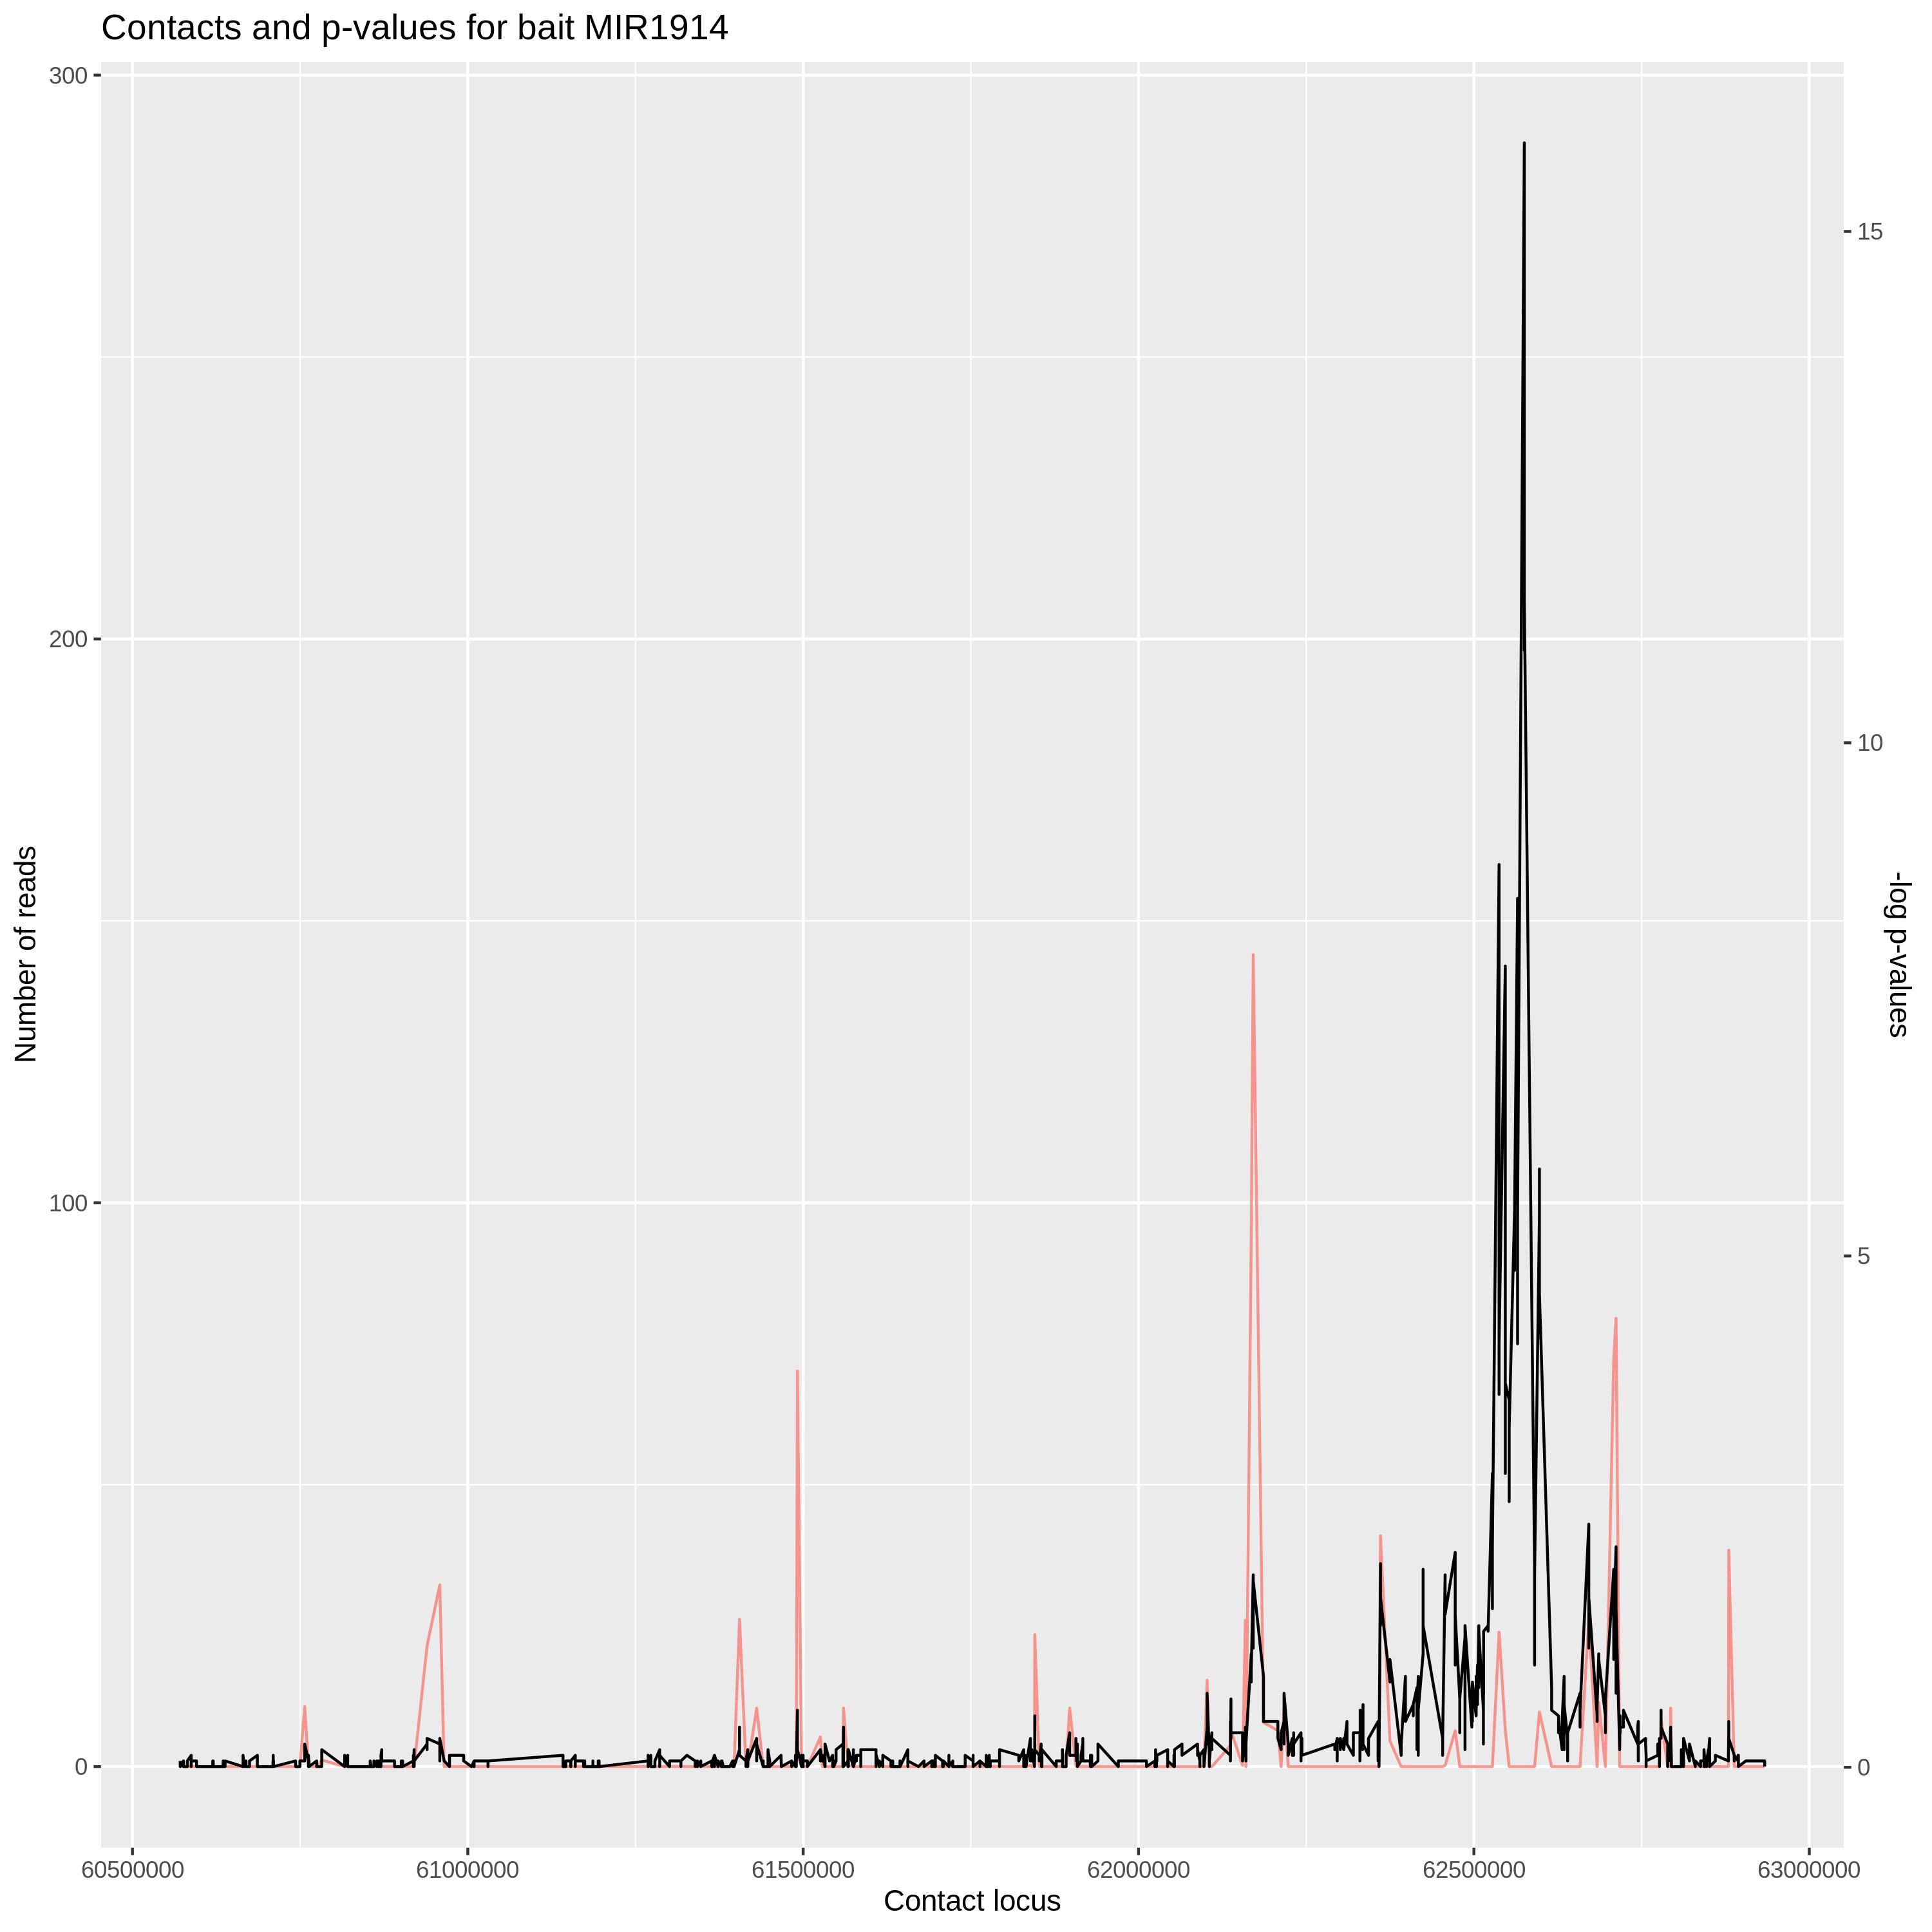 Contacts and p-values for bait MIR1914
300
200
100
0
Number of reads
15
10
5
0
-log p-values
60500000 61000000 61500000 62000000 62500000 63000000
Contact locus